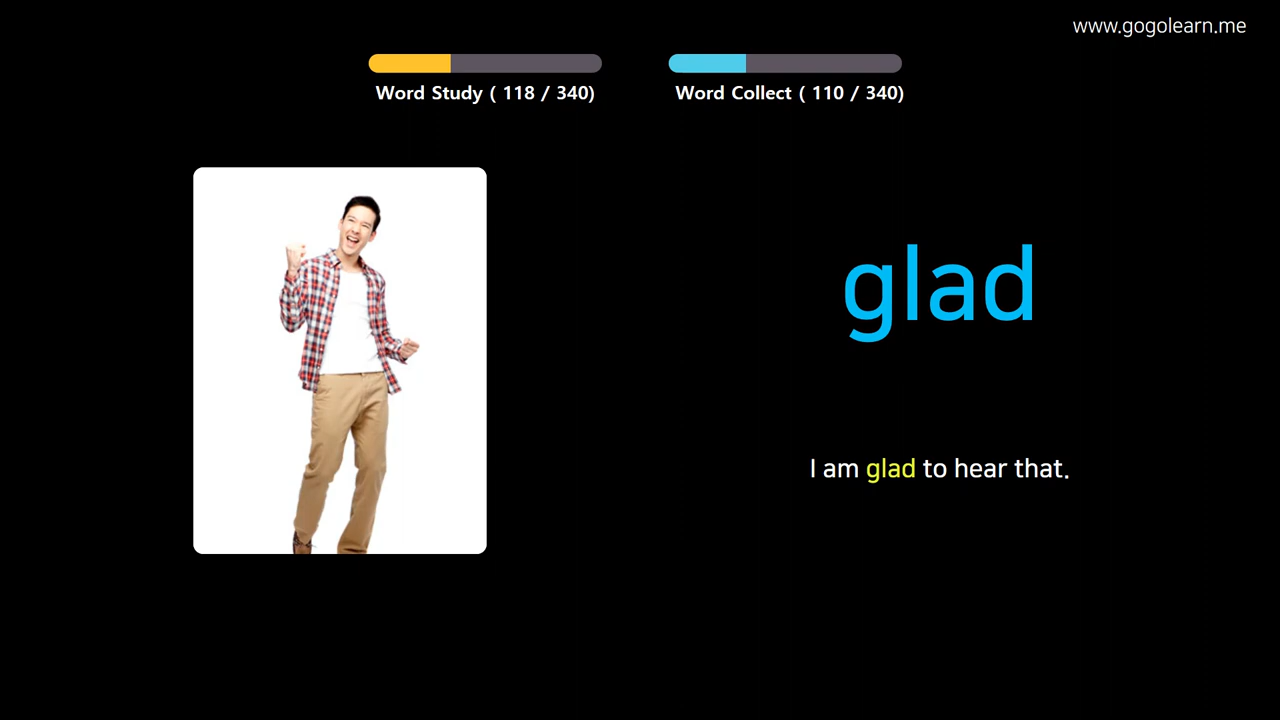 www.gogolearn.me
Word Study ( 118 / 340)
Word Collect ( 110 / 340)
glad
I am glad to hear that.